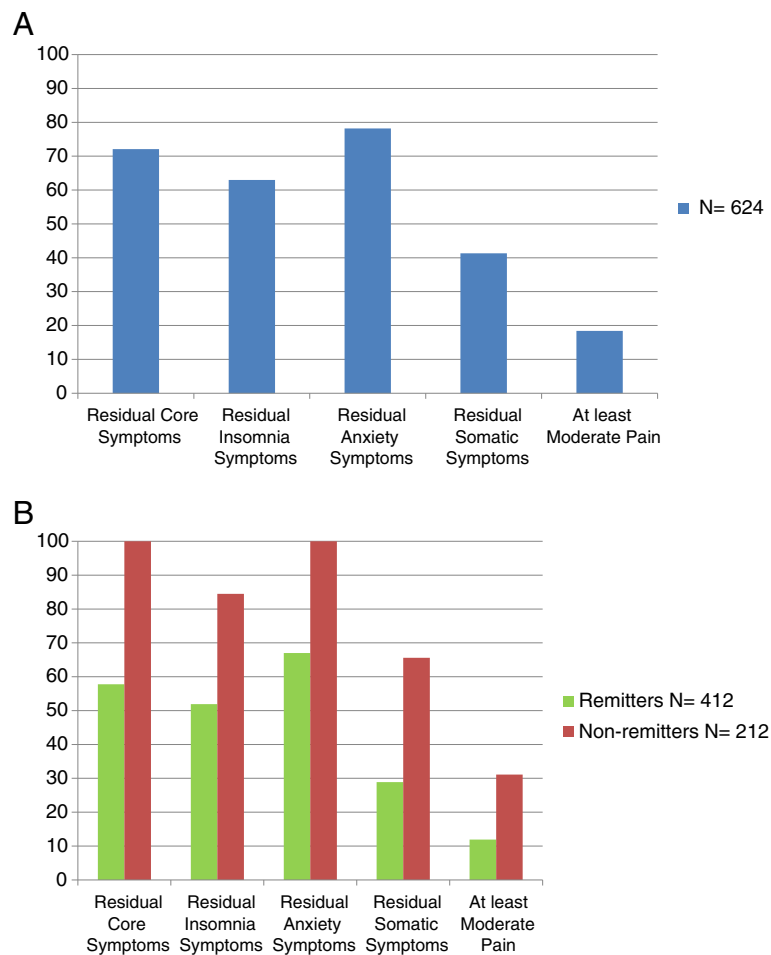 A
100
90
80
70
60
50
40
30
20
10
0
Residual Core
Symptoms
Residual
Insomnia
Symptoms
Residual
Anxiety
Symptoms
Residual
Somatic
Symptoms
At least
Moderate Pain
N= 624
B
100
90
80
70
60
50
40
30
20
10
0
Residual
Core
Symptoms
Residual
Insomnia
Symptoms
Residual
Anxiety
Symptoms
Residual
Somatic
Symptoms
At least
Moderate
Pain
Remitters N= 412
Non-remitters N= 212